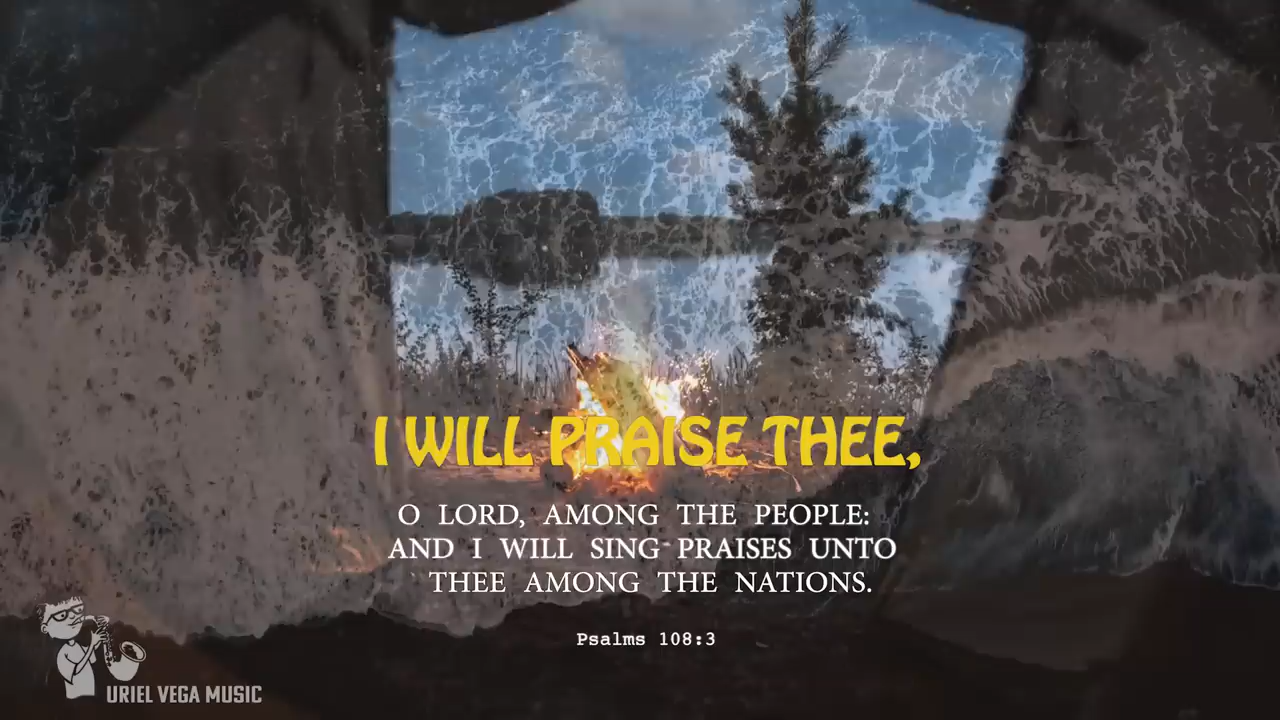 I WILL PRAISE THEE,
O LORD, AMONG THE PEOPLE:
AND I WILL SING PRAISES UNTO
THEE AMONG THE NATIONS.
Psalms 108:3
URIEL VEGA MUSIC